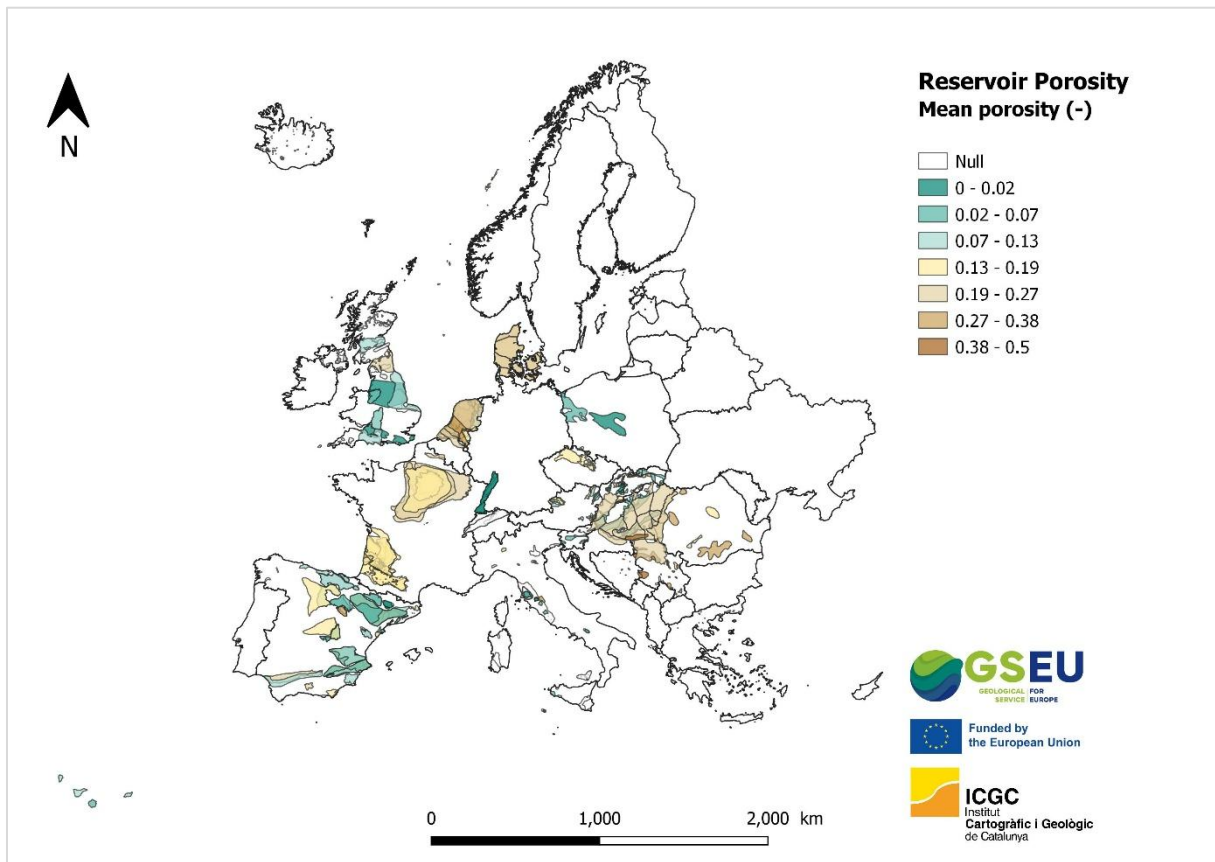 N
Reservoir Porosity
Mean porosity (-)
Null
0 - 0.02
0.02 - 0.07
0.07 - 0.13
0.13 - 0.19
0.19 - 0.27
0.27 - 0.38
0.38 - 0.5
GSEU
GEOLOGICAL FOR
SERVICE EUROPE
Funded by
the European Union
ICGC
Institut
Cartogràfic i Geològic
de Catalunya
0 1,000 2,000 km